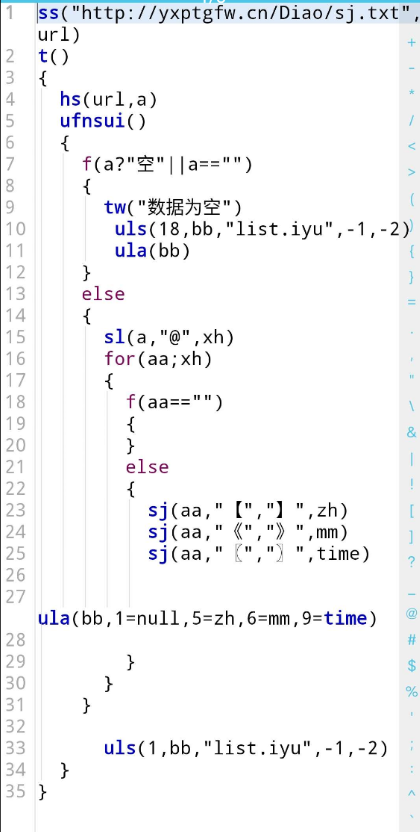 1 ss("http://yxptgfw.cn/Diao/sj.txt",
url)
2 t()
3 {
4 hs(url,a)
5 ufnsui()
6 {
7 f(a?"空"||a=="")
8 {
9 tw("数据为空")
10 uls(18,bb,"list.iyu",-1,-2)
11 ula(bb)
12 }
13 else
14 {
15 sl(a,"@",xh)
16 for(aa;xh)
17 {
18 f(aa=="")
19 {
20 }
21 else
22 {
23 sj(aa,"【","】",zh)
24 sj(aa,"《","》",mm)
25 sj(aa,"〖","〗",time)
26
27
ula(bb,1=null,5=zh,6=mm,9=time)
28
29 }
30 }
31 }
32
33 uls(1,bb,"list.iyu",-1,-2)
34 }
35 }
+
-
*
/
<
>
(
)
{
}
=
.
,
"
\
&
|
!
[
]
?
_
@
#
$
%
'
;
:
^
`